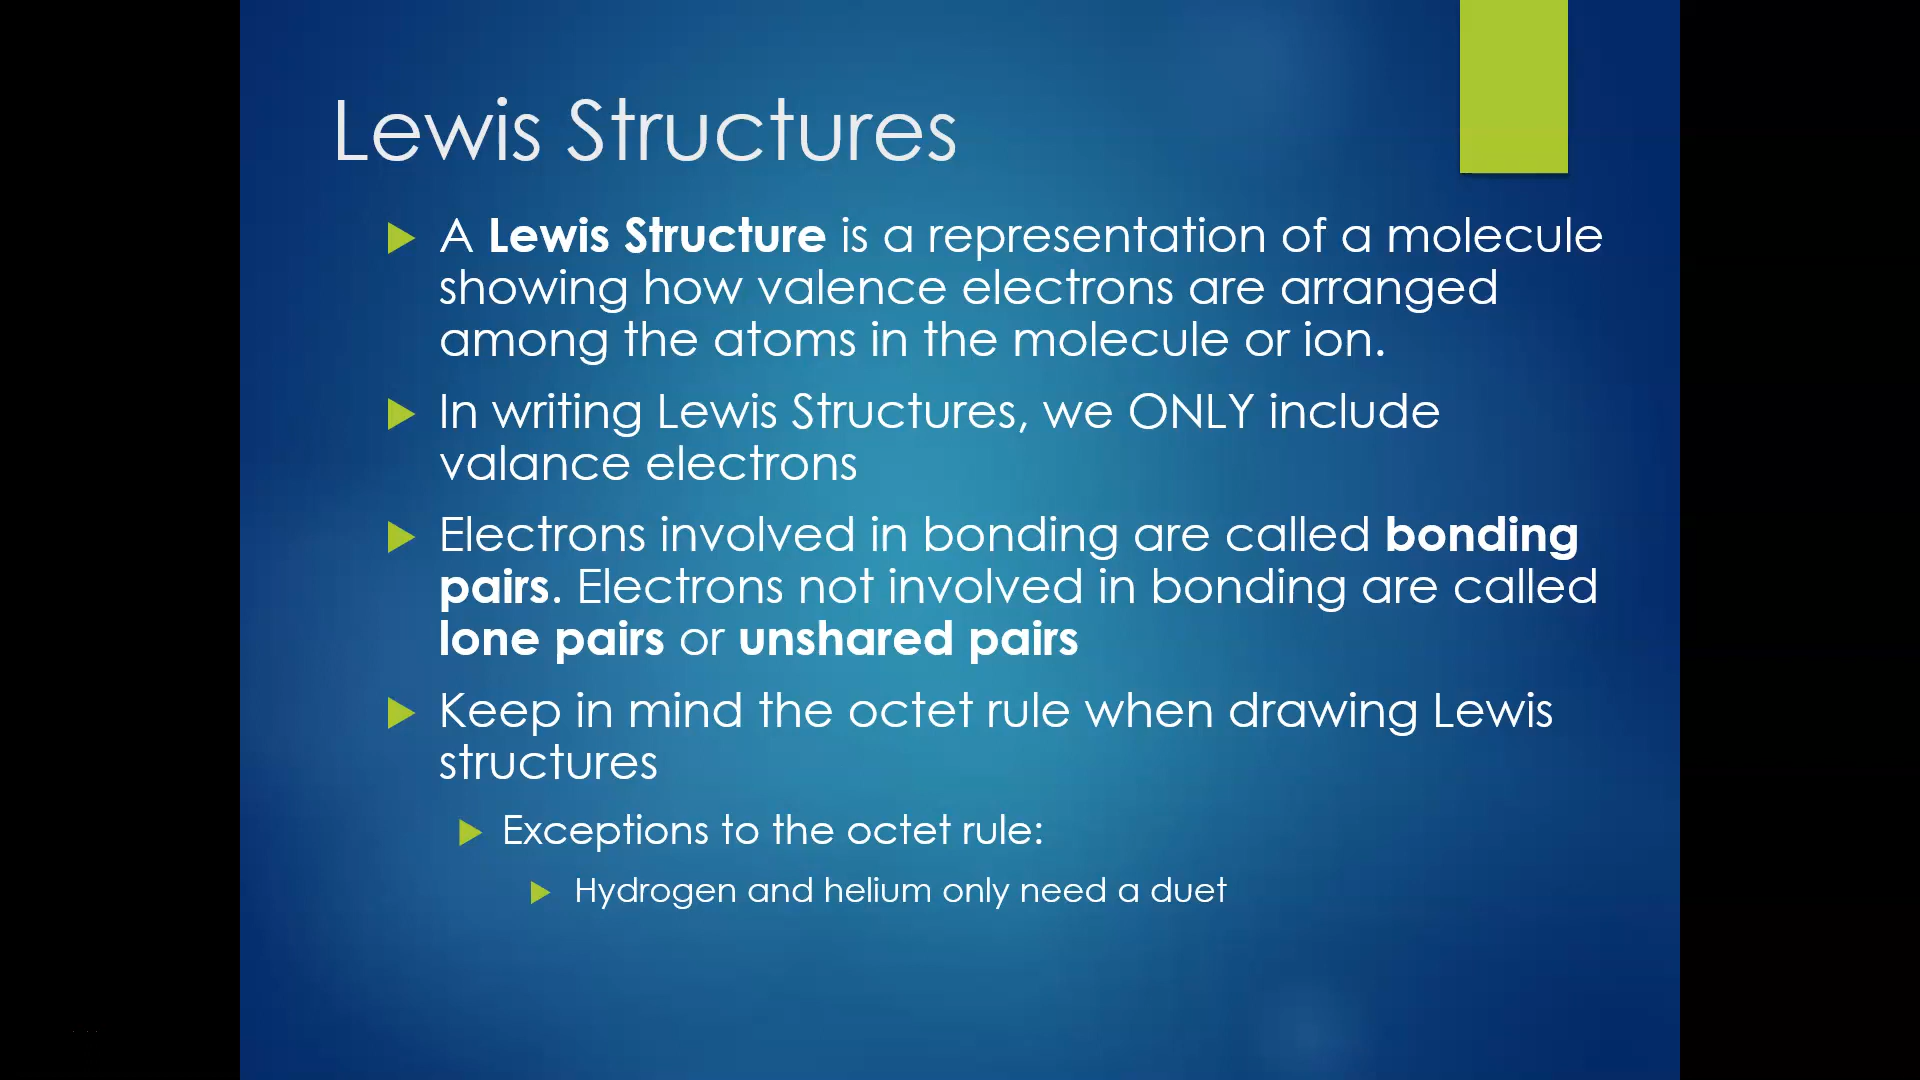 Lewis Structures
A Lewis Structure is a representation of a molecule
showing how valence electrons are arranged
among the atoms in the molecule or ion.
In writing Lewis Structures, we ONLY include
valance electrons
Electrons involved in bonding are called bonding
pairs. Electrons not involved in bonding are called
lone pairs or unshared pairs
Keep in mind the octet rule when drawing Lewis
structures
Exceptions to the octet rule:
Hydrogen and helium only need a duet